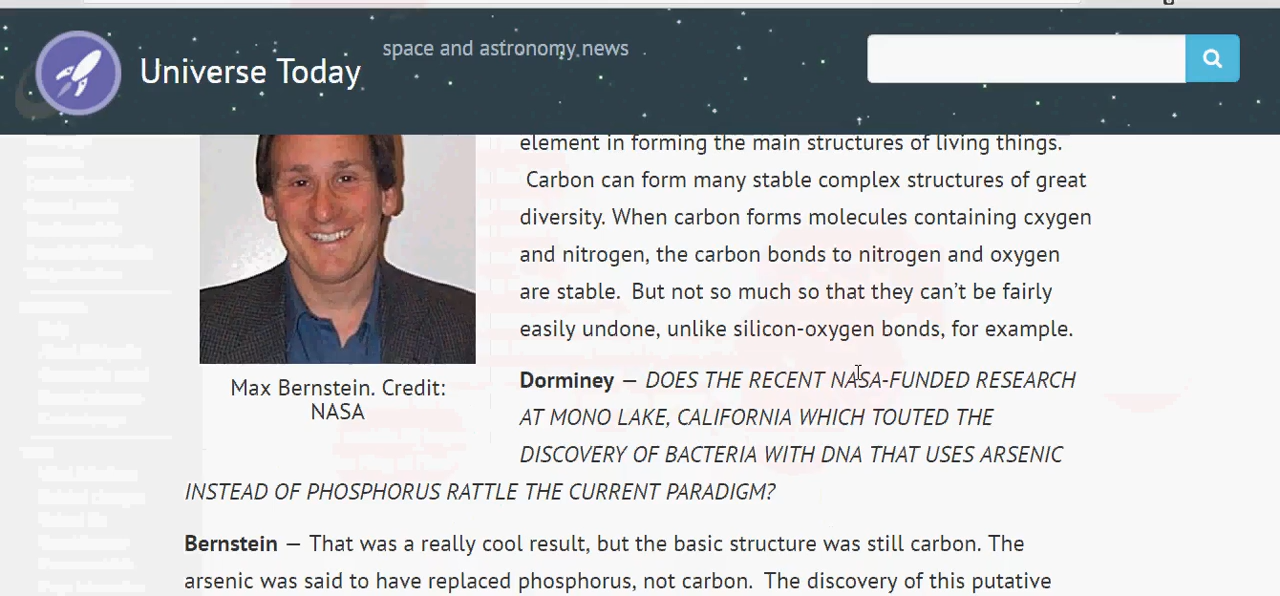 space and astronomy news
Universe Today
element in forming the main structures of living things.
Carbon can form many stable complex structures of great
diversity. When carbon forms molecules containing cxygen
and nitrogen, the carbon bonds to nitrogen and oxygen
are stable.  But not so much so that they can't be fairly
easily undone, unlike silicon-oxygen bonds, for example.
Max Bernstein. Credit:
NASA
Dorminey — DOES THE RECENT NASA-FUNDED RESEARCH
AT MONO LAKE, CALIFORNIA WHICH TOUTED THE
DISCOVERY OF BACTERIA WITH DNA THAT USES ARSENIC
INSTEAD OF PHOSPHORUS RATTLE THE CURRENT PARADIGM?
Bernstein — That was a really cool result, but the basic structure was still carbon. The
arsenic was said to have replaced phosphorus, not carbon.  The discovery of this putative